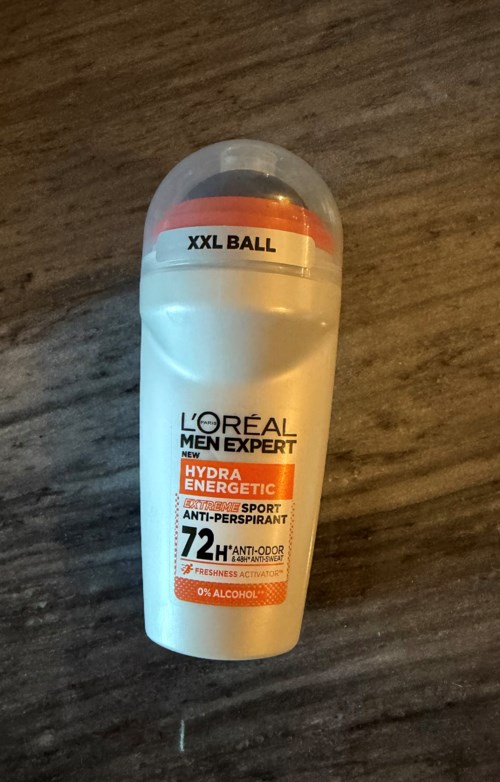 XXL BALL
L'ORÉAL
PARIS
MEN EXPERT
NEW
HYDRA
ENERGETIC
EXTREME SPORT
ANTI-PERSPIRANT
72H* ANTI-ODOR
& 48H* ANTI-SWEAT
FRESHNESS ACTIVATOR™
0% ALCOHOL**